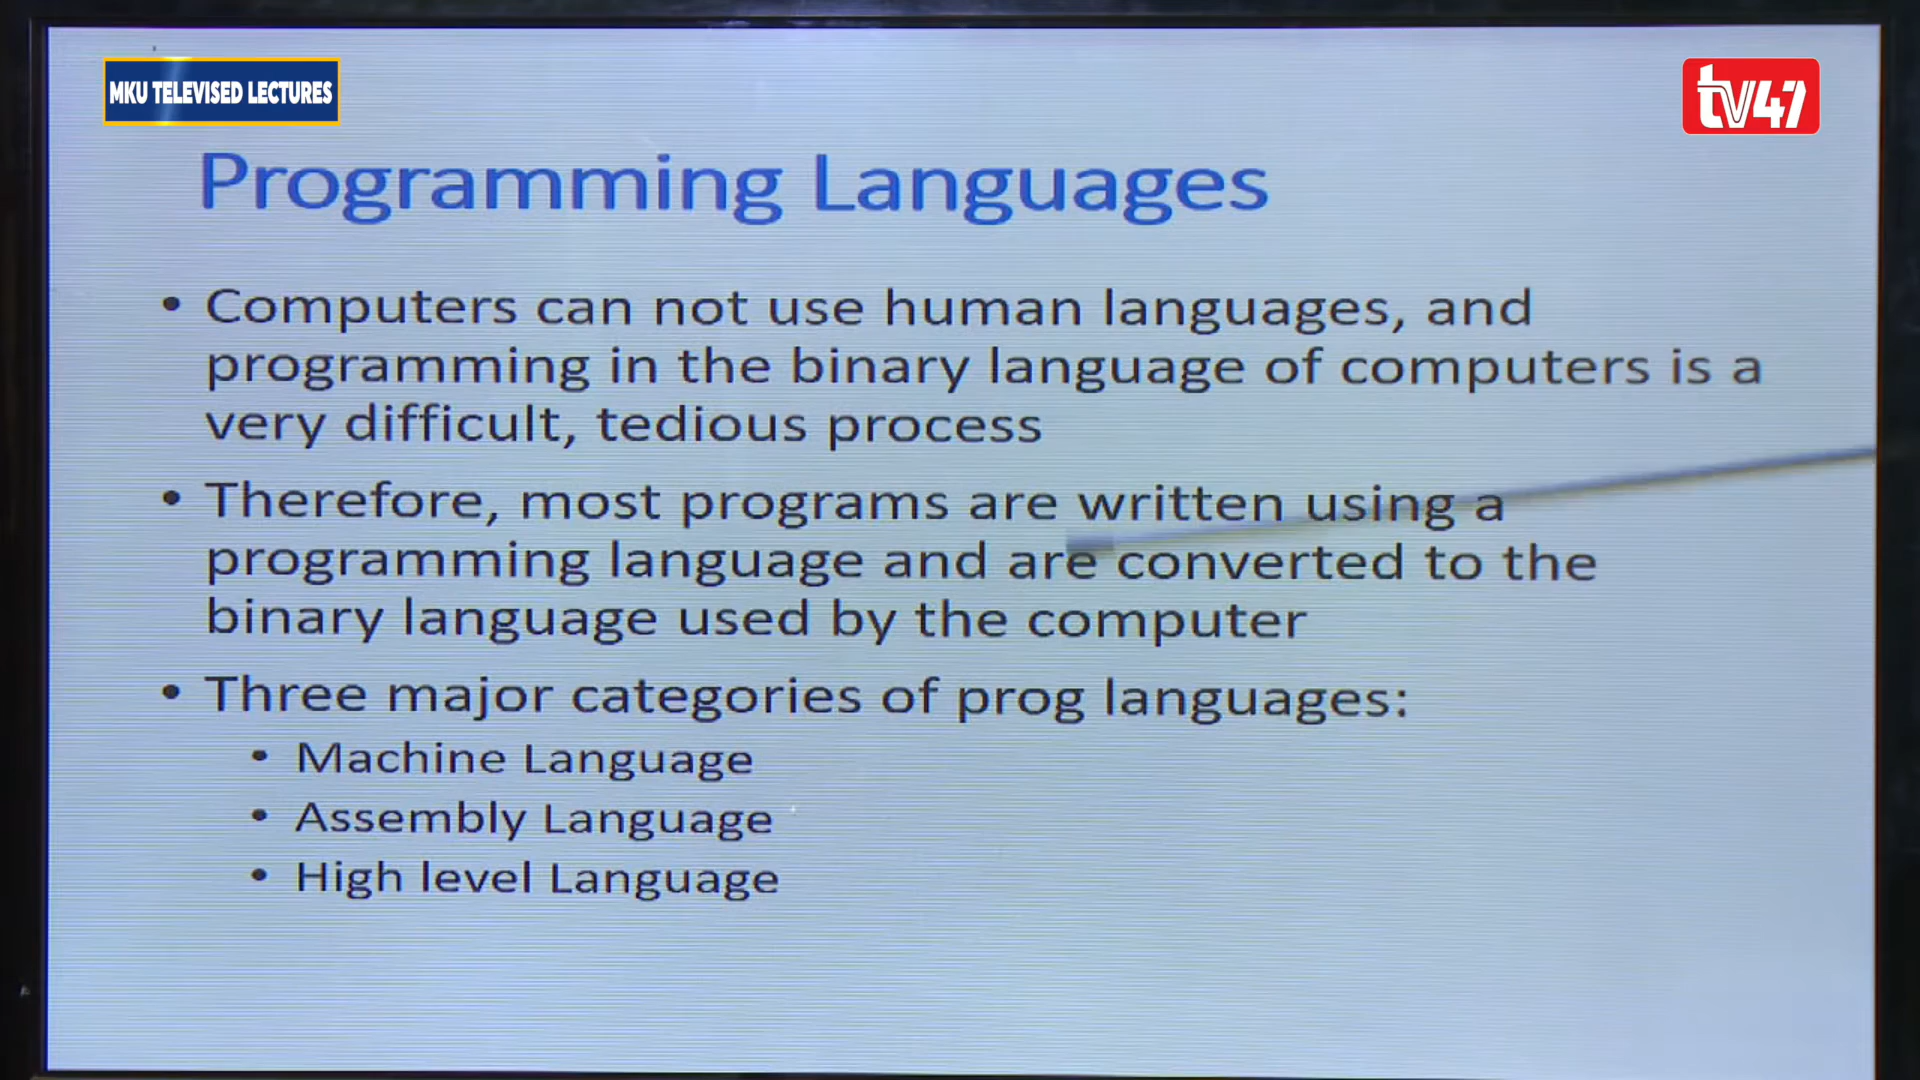 MKU TELEVISED LECTURES
tv47
Programming Languages
• Computers can not use human languages, and
programming in the binary language of computers is a
very difficult, tedious process
• Therefore, most programs are written using a
programming language and are converted to the
binary language used by the computer
• Three major categories of prog languages:
• Machine Language
• Assembly Language
• High level Language